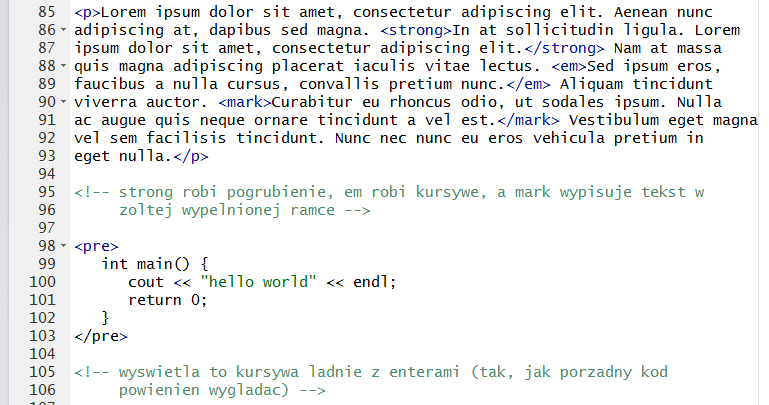 85 <p>Lorem ipsum dolor sit amet, consectetur adipiscing elit. Aenean nunc
86 adipiscing at, dapibus sed magna. <strong>In at sollicitudin ligula. Lorem
87 ipsum dolor sit amet, consectetur adipiscing elit.</strong> Nam at massa
88 quis magna adipiscing placerat iaculis vitae lectus. <em>Sed ipsum eros,
89 faucibus a nulla cursus, convallis pretium nunc.</em> Aliquam tincidunt
90 viverra auctor. <mark>Curabitur eu rhoncus odio, ut sodales ipsum. Nulla
91 ac augue quis neque ornare tincidunt a vel est.</mark> Vestibulum eget magna
92 vel sem facilisis tincidunt. Nunc nec nunc eu eros vehicula pretium in
93 eget nulla.</p>
94
95 <!-- strong robi pogrubienie, em robi kursywe, a mark wypisuje tekst w
96 zoltej wypelnionej ramce -->
97
98 <pre>
99 int main() {
100 cout << "hello world" << endl;
101 return 0;
102 }
103 </pre>
104
105 <!-- wyswietla to kursywa ladnie z enterami (tak, jak porzadny kod
106 powienien wygladac) -->